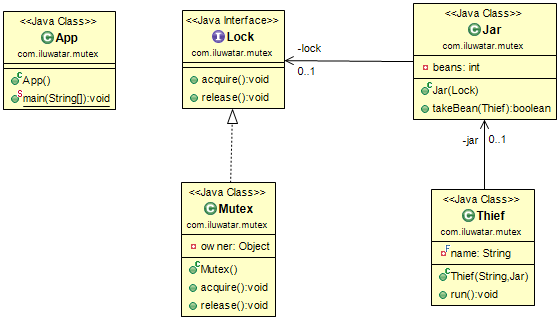 <<Java Class>>
App
com.iluwatar.mutex
App()
main(String[]):void
<<Java Interface>>
Lock
com.iluwatar.mutex
acquire():void
release():void
<<Java Class>>
Jar
com.iluwatar.mutex
beans: int
Jar(Lock)
takeBean(Thief):boolean
-lock
0..1
-jar
0..1
<<Java Class>>
Mutex
com.iluwatar.mutex
owner: Object
Mutex()
acquire():void
release():void
<<Java Class>>
Thief
com.iluwatar.mutex
name: String
Thief(String,Jar)
run():void